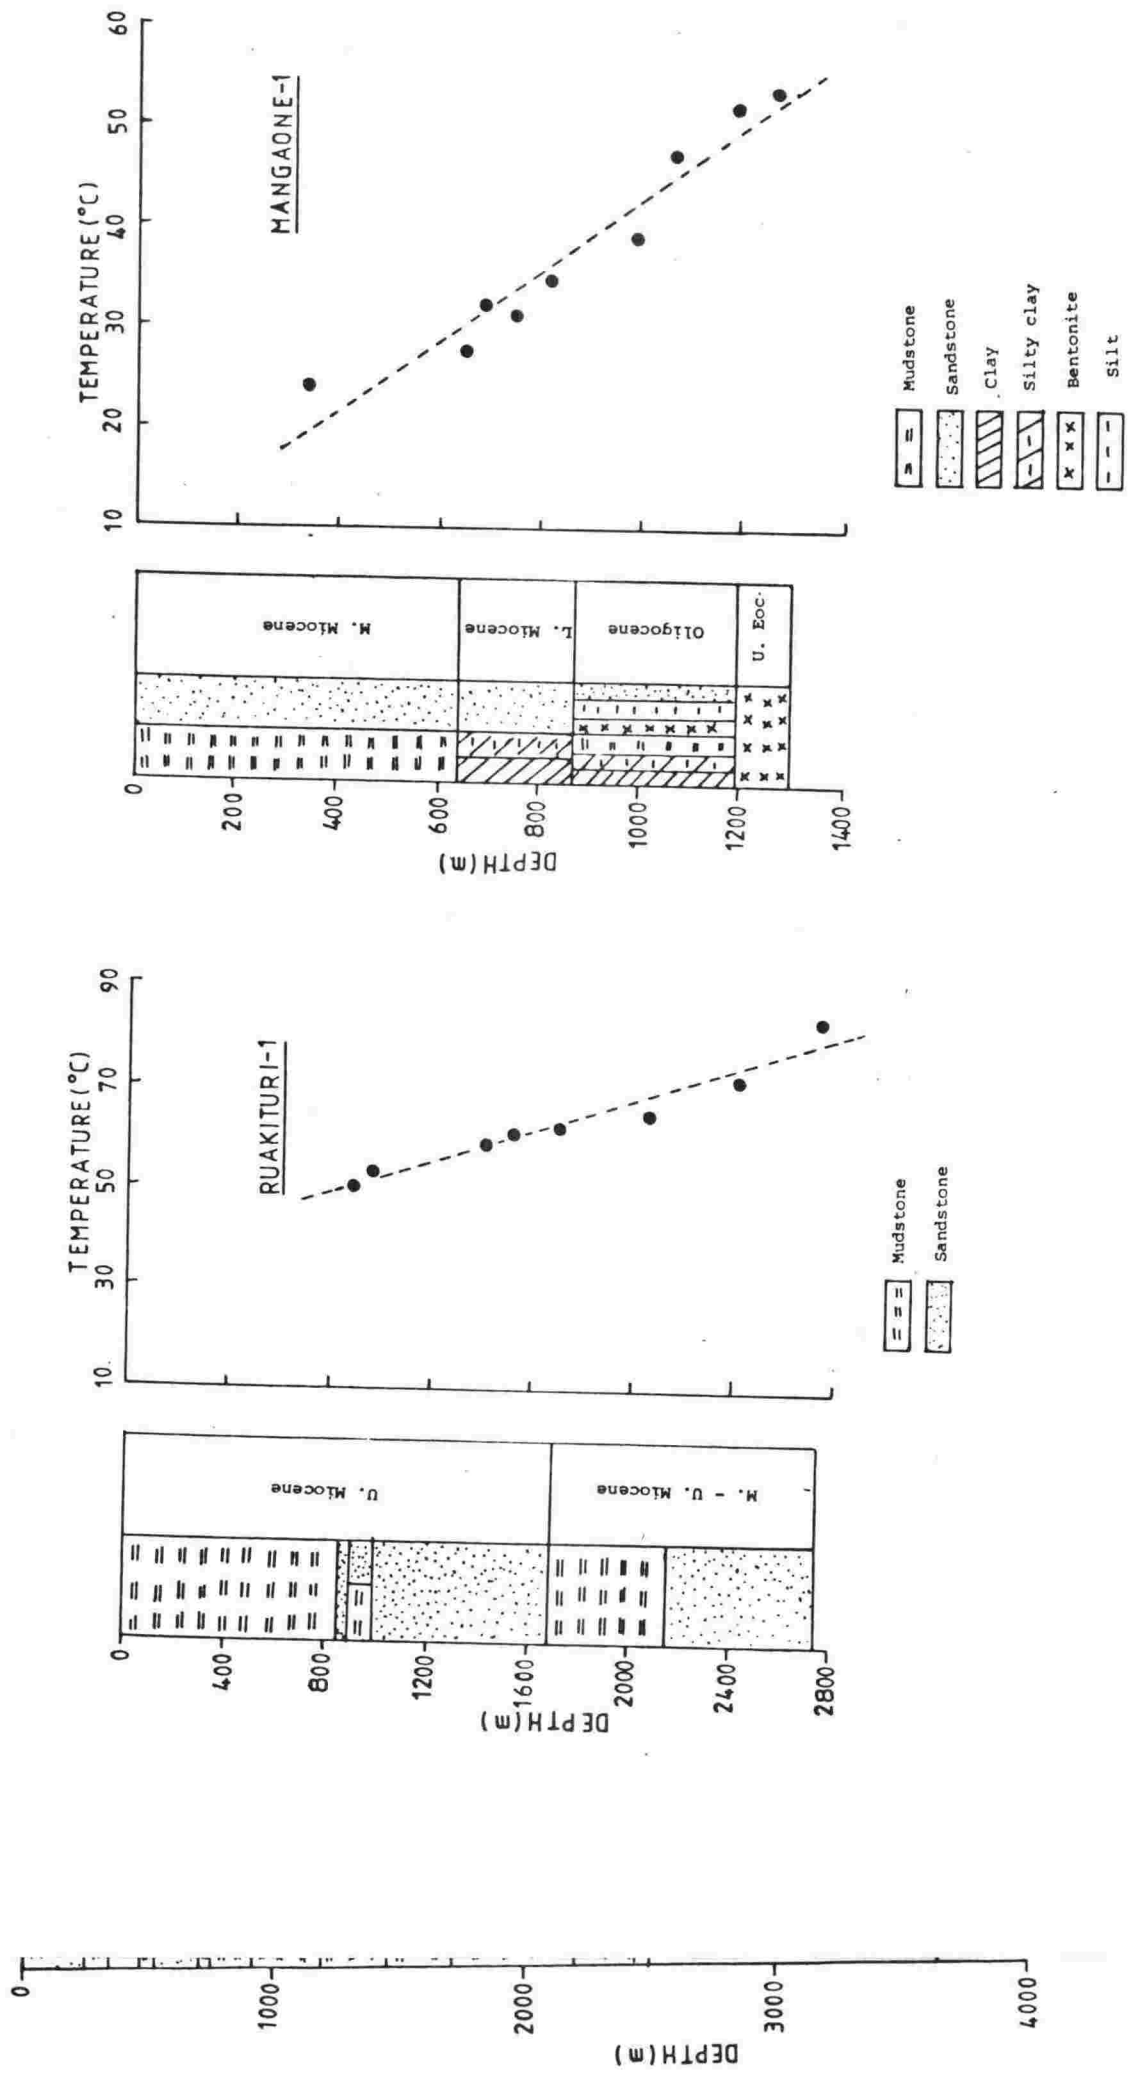 TEMPERATURE (°C)
10 20 30 40 50 60
MANGAONE-1
DEPTH (m)
0
200
400
600
800
1000
1200
1400
M. Miocene
L. Miocene
Oligocene
U. Eoc.
Mudstone
Sandstone
Clay
Silty clay
Bentonite
Silt
TEMPERATURE (°C)
10. 30 50 70 90
RUAKITURI-1
DEPTH (m)
0
400
800
1200
1600
2000
2400
2800
U. Miocene
M. - U. Miocene
Mudstone
Sandstone
DEPTH (m)
0
1000
2000
3000
4000